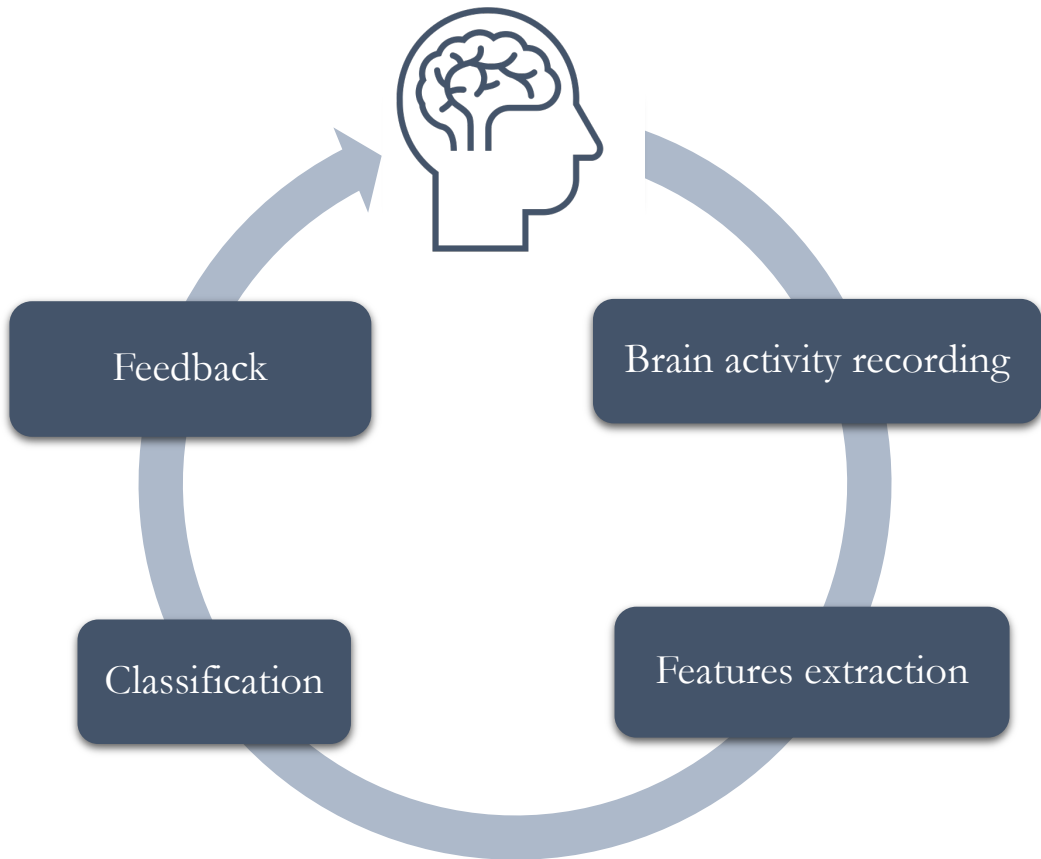 Feedback
Brain activity recording
Classification
Features extraction